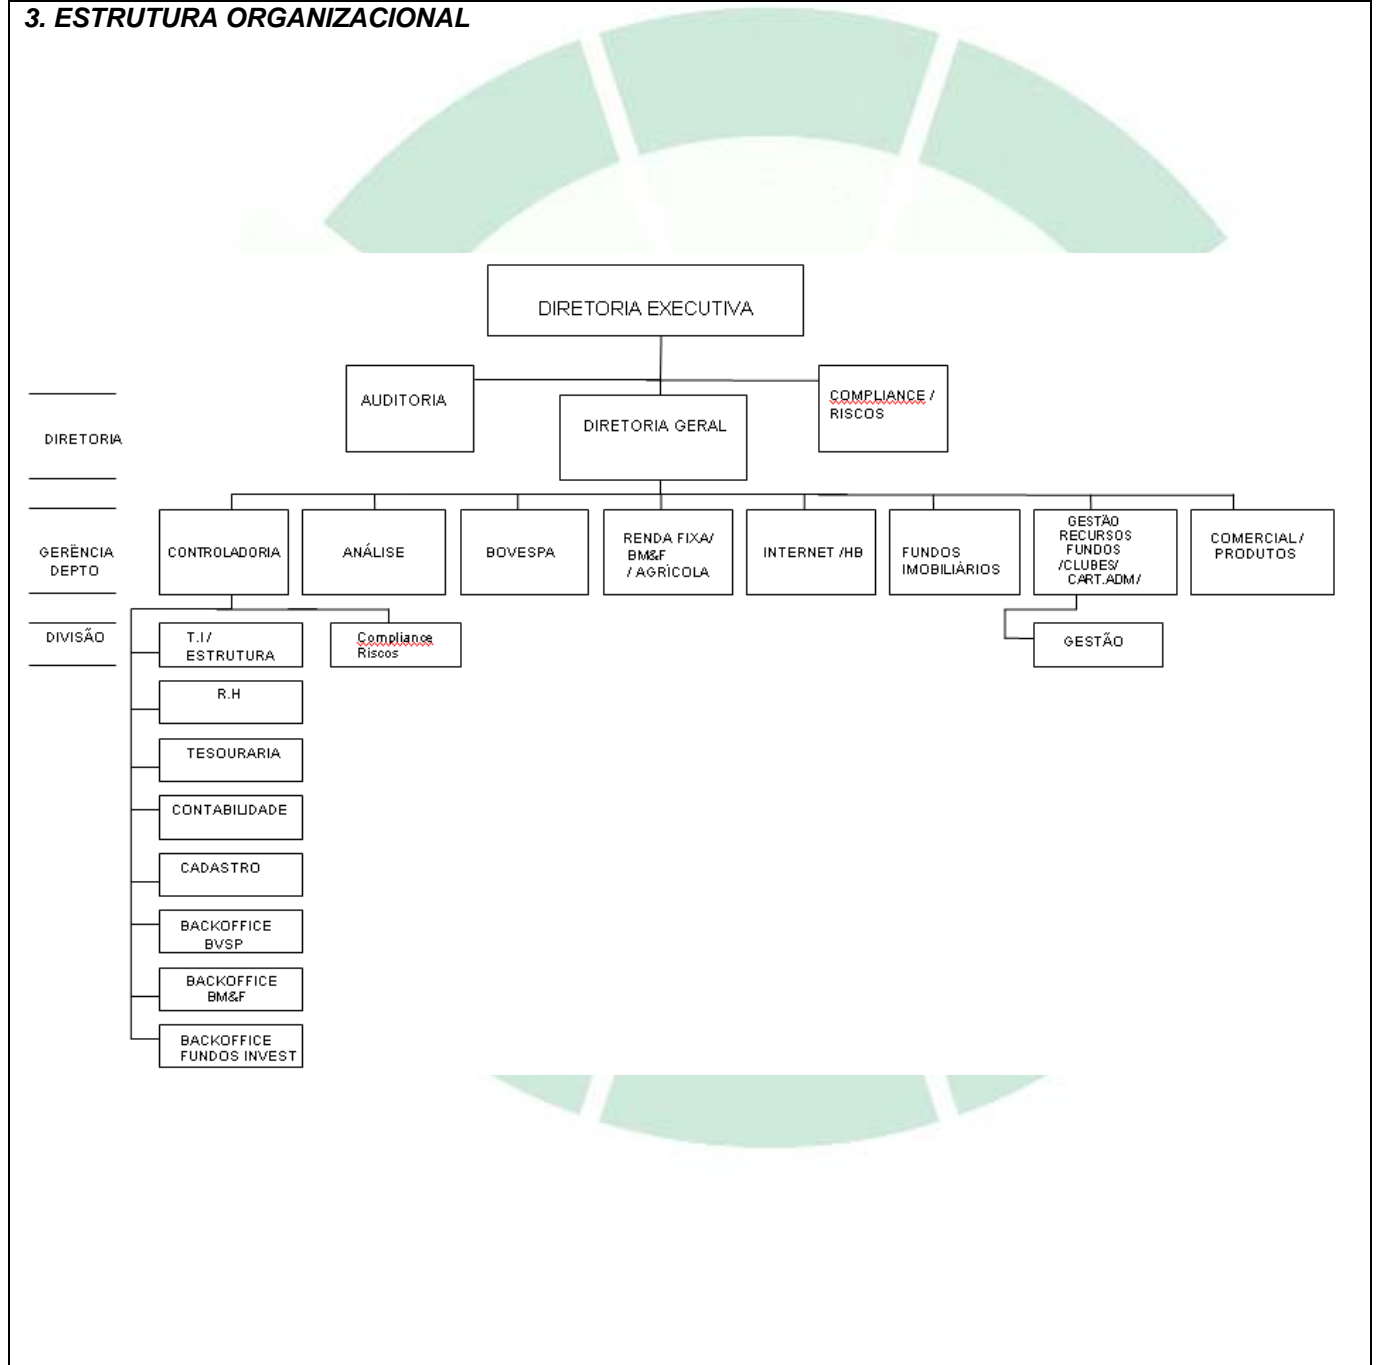 3. ESTRUTURA ORGANIZACIONAL
DIRETORIA EXECUTIVA
AUDITORIA
COMPLIANCE /
RISCOS
DIRETORIA GERAL
DIRETORIA
GERËNCIA
DEPTO
CONTROLADORIA
ANÁLISE
BOVESPA
RENDA FIXA/
BM&F
/ AGRÍCOLA
INTERNET /HB
FUNDOS
IMOBILIÁRIOS
GESTÃO
RECURSOS
FUNDOS
/CLUBES/
CART.ADM/
COMERCIAL/
PRODUTOS
DIVISÃO
T.I/
ESTRUTURA
Compliance
Riscos
GESTÃO
R.H
TESOURARIA
CONTABILIDADE
CADASTRO
BACKOFFICE
BVSP
BACKOFFICE
BM&F
BACKOFFICE
FUNDOS INVEST